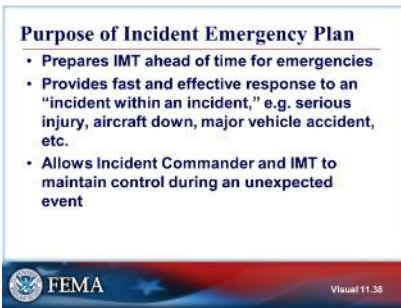 Purpose of Incident Emergency Plan
• Prepares IMT ahead of time for emergencies
• Provides fast and effective response to an
“incident within an incident,” e.g. serious
injury, aircraft down, major vehicle accident,
etc.
• Allows Incident Commander and IMT to
maintain control during an unexpected
event
FEMA
Visual 11.38